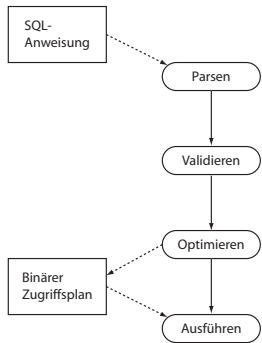 SQL-
Anweisung
Parsen
Validieren
Optimieren
Binärer
Zugriffsplan
Ausführen